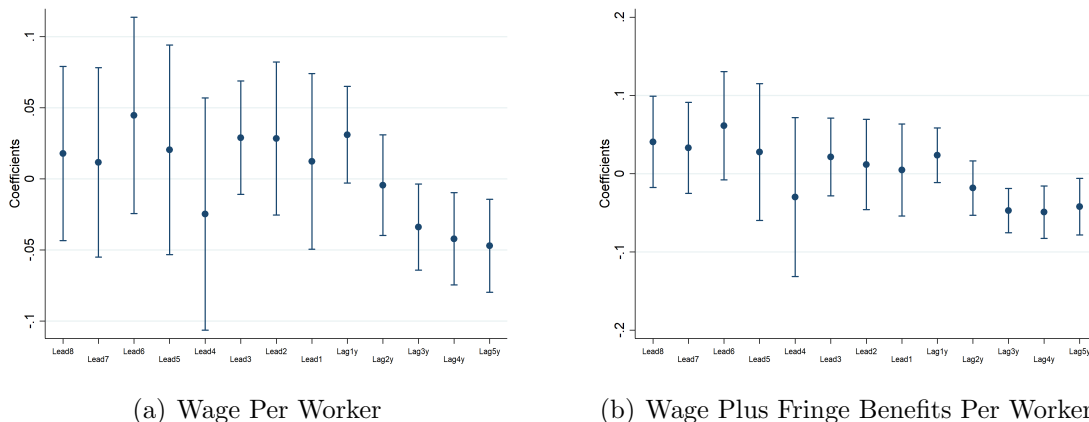 .1
.05
0
-.05
-.1
Coefficients
Lead8 Lead7 Lead6 Lead5 Lead4 Lead3 Lead2 Lead1 Lag1y Lag2y Lag3y Lag4y Lag5y
(a) Wage Per Worker
.2
.1
0
-.1
-.2
Coefficients
Lead8 Lead7 Lead6 Lead5 Lead4 Lead3 Lead2 Lead1 Lag1y Lag2y Lag3y Lag4y Lag5y
(b) Wage Plus Fringe Benefits Per Worker